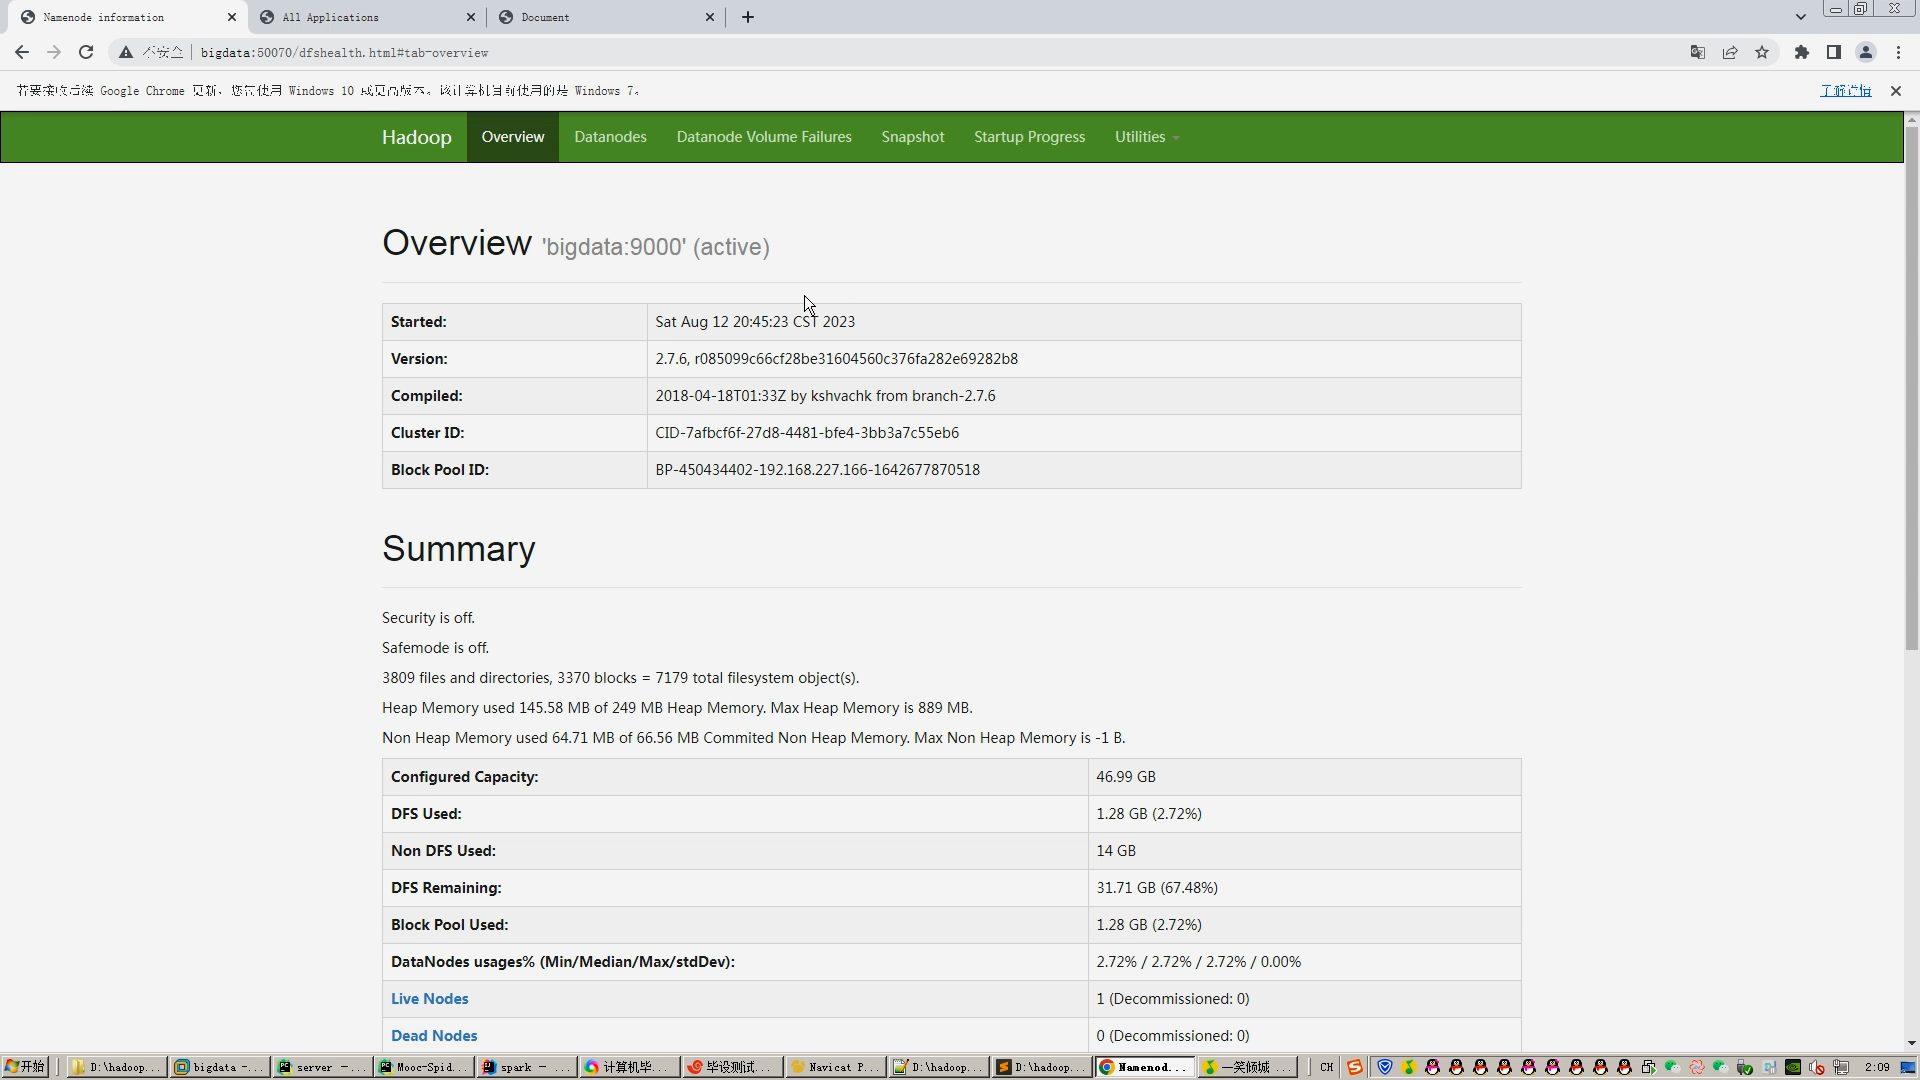 Namenode information
All Applications
Document
不安全 bigdata:50070/dfshealth.html#tab-overview
若要接收后续 Google Chrome 更新，您需使用 Windows 10 或更高版本。该计算机目前使用的是 Windows 7。
了解详情
Hadoop Overview Datanodes Datanode Volume Failures Snapshot Startup Progress Utilities
Overview 'bigdata:9000' (active)
Started: Sat Aug 12 20:45:23 CST 2023
Version: 2.7.6, r085099c66cf28be31604560c376fa282e69282b8
Compiled: 2018-04-18T01:33Z by kshvachk from branch-2.7.6
Cluster ID: CID-7afbcf6f-27d8-4481-bfe4-3bb3a7c55eb6
Block Pool ID: BP-450434402-192.168.227.166-1642677870518
Summary
Security is off.
Safemode is off.
3809 files and directories, 3370 blocks = 7179 total filesystem object(s).
Heap Memory used 145.58 MB of 249 MB Heap Memory. Max Heap Memory is 889 MB.
Non Heap Memory used 64.71 MB of 66.56 MB Commited Non Heap Memory. Max Non Heap Memory is -1 B.
Configured Capacity: 46.99 GB
DFS Used: 1.28 GB (2.72%)
Non DFS Used: 14 GB
DFS Remaining: 31.71 GB (67.48%)
Block Pool Used: 1.28 GB (2.72%)
DataNodes usages% (Min/Median/Max/stdDev): 2.72% / 2.72% / 2.72% / 0.00%
Live Nodes 1 (Decommissioned: 0)
Dead Nodes 0 (Decommissioned: 0)
开始 D:\hadoop... bigdata -... server -... Mooc-Spid... spark - ... 计算机毕... 毕设测试... Navicat P... D:\hadoop... D:\hadoop... Namenod... 一笑倾城 ... CH 2:09